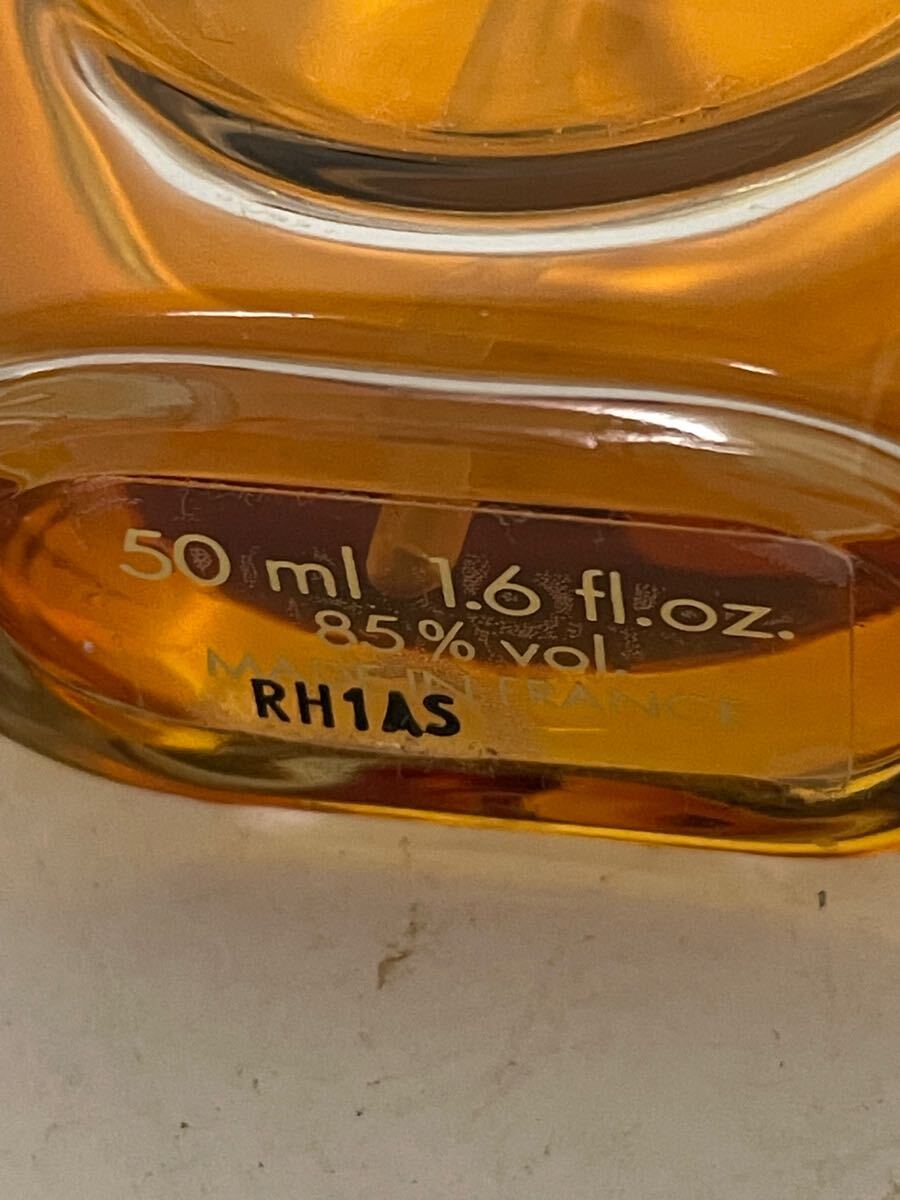 50 ml 1.6 fl.oz.
85% vol.
MADE IN FRANCE
RH1AS